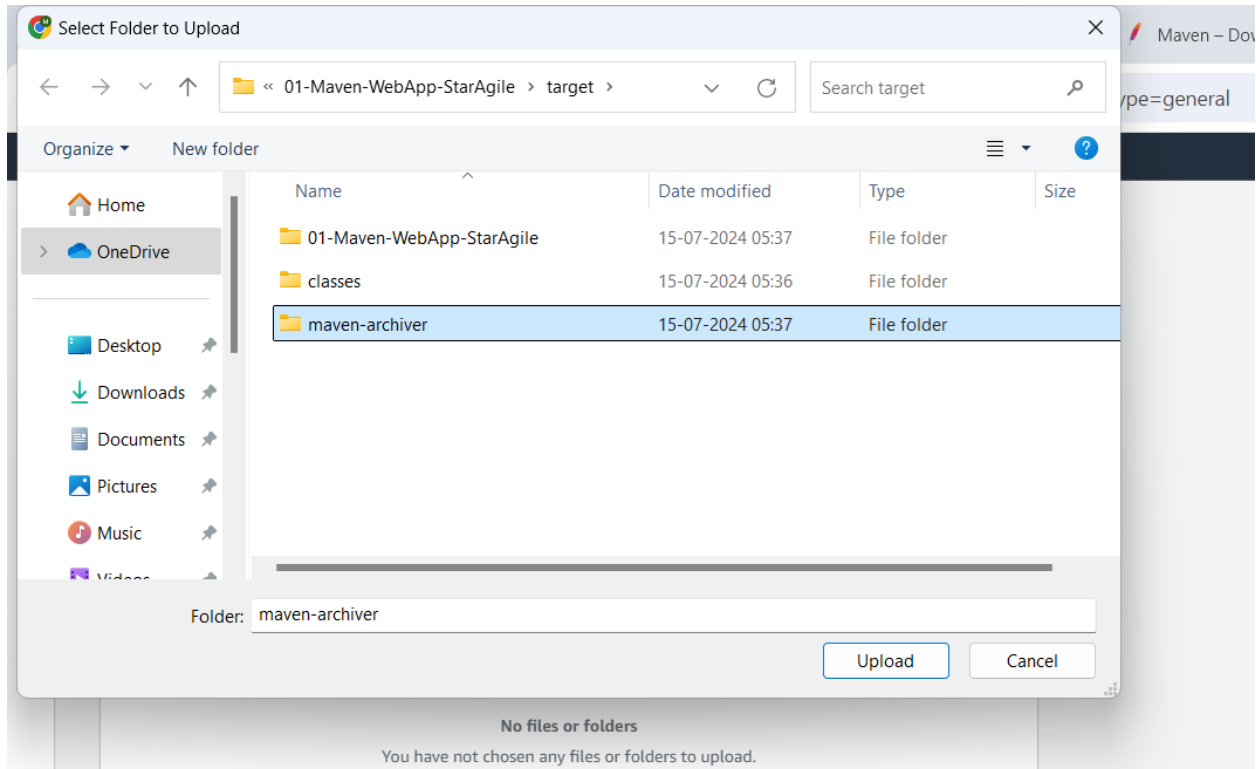 Select Folder to Upload
Maven – Dow
« 01-Maven-WebApp-StarAgile > target >
Search target
ype=general
Organize
New folder
?
Name Date modified Type Size
Home
OneDrive
01-Maven-WebApp-StarAgile 15-07-2024 05:37 File folder
classes 15-07-2024 05:36 File folder
maven-archiver 15-07-2024 05:37 File folder
Desktop
Downloads
Documents
Pictures
Music
Videos
Folder: maven-archiver
Upload
Cancel
No files or folders
You have not chosen any files or folders to upload.